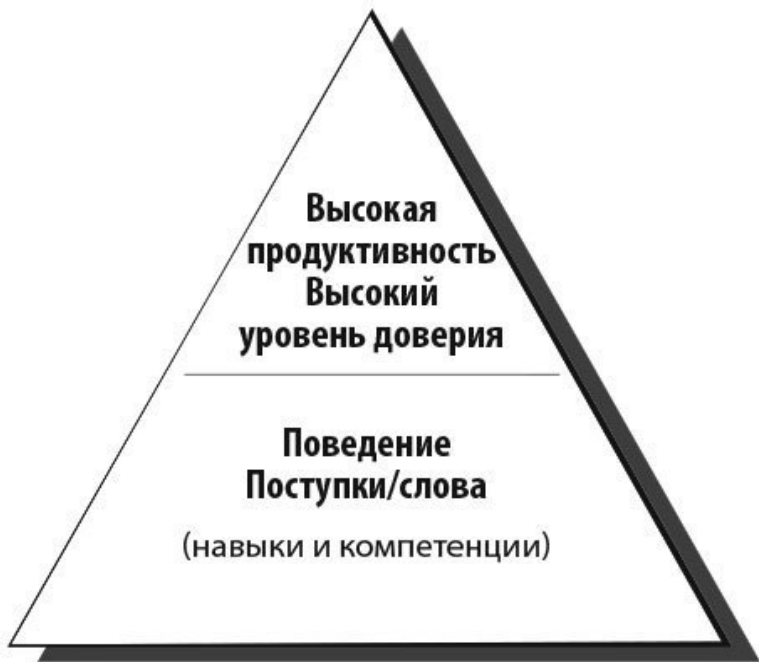 Высокая
продуктивность
Высокий
уровень доверия
Поведение
Поступки/слова
(навыки и компетенции)